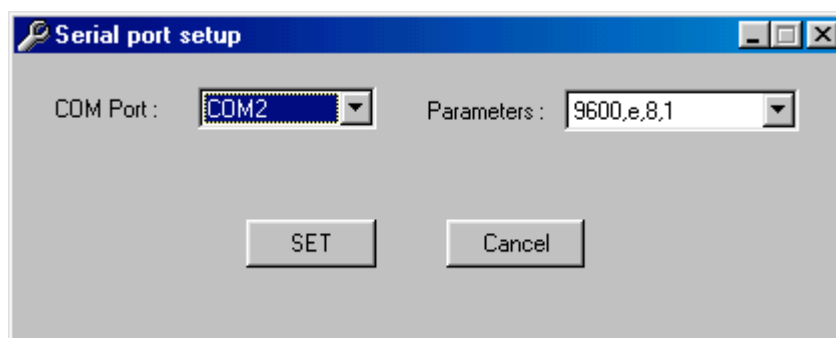 Serial port setup
COM Port : COM2 Parameters : 9600,e,8,1
SET Cancel